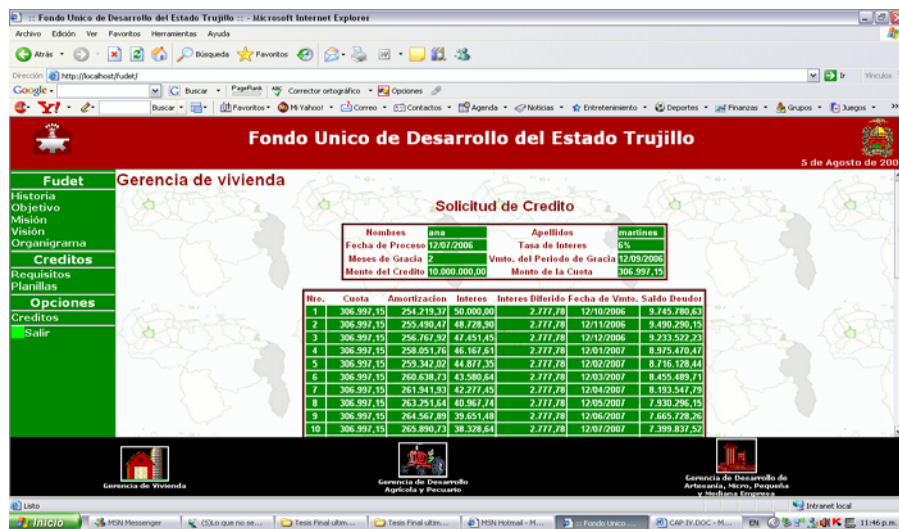 :: Fondo Unico de Desarrollo del Estado Trujillo :: - Microsoft Internet Explorer
Archivo Edición Ver Favoritos Herramientas Ayuda
Atrás Búsqueda Favoritos
Dirección http://localhost/fudet/ Ir Vínculos
Google - G Buscar PageRank Corrector ortográfico Opciones
Y! Buscar Favoritos Mi Yahoo! Correo Contactos Agenda Noticias Entretenimiento Deportes Finanzas Grupos Juegos
Fondo Unico de Desarrollo del Estado Trujillo
5 de Agosto de 200
Fudet
Historia
Objetivo
Misión
Visión
Organigrama
Creditos
Requisitos
Planillas
Opciones
Creditos
Salir
Gerencia de vivienda
Solicitud de Credito
Nombres ana Apellidos martines
Fecha de Proceso 12/07/2006 Tasa de Interes 6%
Meses de Gracia 2 Vmto. del Periodo de Gracia 12/09/2006
Monto del Credito 10.000.000,00 Monto de la Cuota 306.997,15
Nro. Cuota Amortizacion Interes Interes Diferido Fecha de Vmto. Saldo Deudor
1 306.997,15 254.219,37 50.000,00 2.777,78 12/10/2006 9.745.780,63
2 306.997,15 255.490,47 48.728,90 2.777,78 12/11/2006 9.490.290,15
3 306.997,15 256.767,92 47.451,45 2.777,78 12/12/2006 9.233.522,23
4 306.997,15 258.051,76 46.167,61 2.777,78 12/01/2007 8.975.470,47
5 306.997,15 259.342,02 44.877,35 2.777,78 12/02/2007 8.716.128,44
6 306.997,15 260.638,73 43.580,64 2.777,78 12/03/2007 8.455.489,71
7 306.997,15 261.941,93 42.277,45 2.777,78 12/04/2007 8.193.547,79
8 306.997,15 263.251,64 40.967,74 2.777,78 12/05/2007 7.930.296,15
9 306.997,15 264.567,89 39.651,48 2.777,78 12/06/2007 7.665.728,26
10 306.997,15 265.890,73 38.328,64 2.777,78 12/07/2007 7.399.837,52
Gerencia de Vivienda
Gerencia de Desarrollo
Agricola y Pecuario
Gerencia de Desarrollo de
Artesanía, Micro, Pequeña
y Mediana Empresa
Listo Intranet local
Inicio MSN Messenger (5)Lo que no se... Tesis Final ultim... Tesis Final ultim... MSN Hotmail - M... :: Fondo Unico ... CAP IV.DOC - M... EN 11:46 p.m.